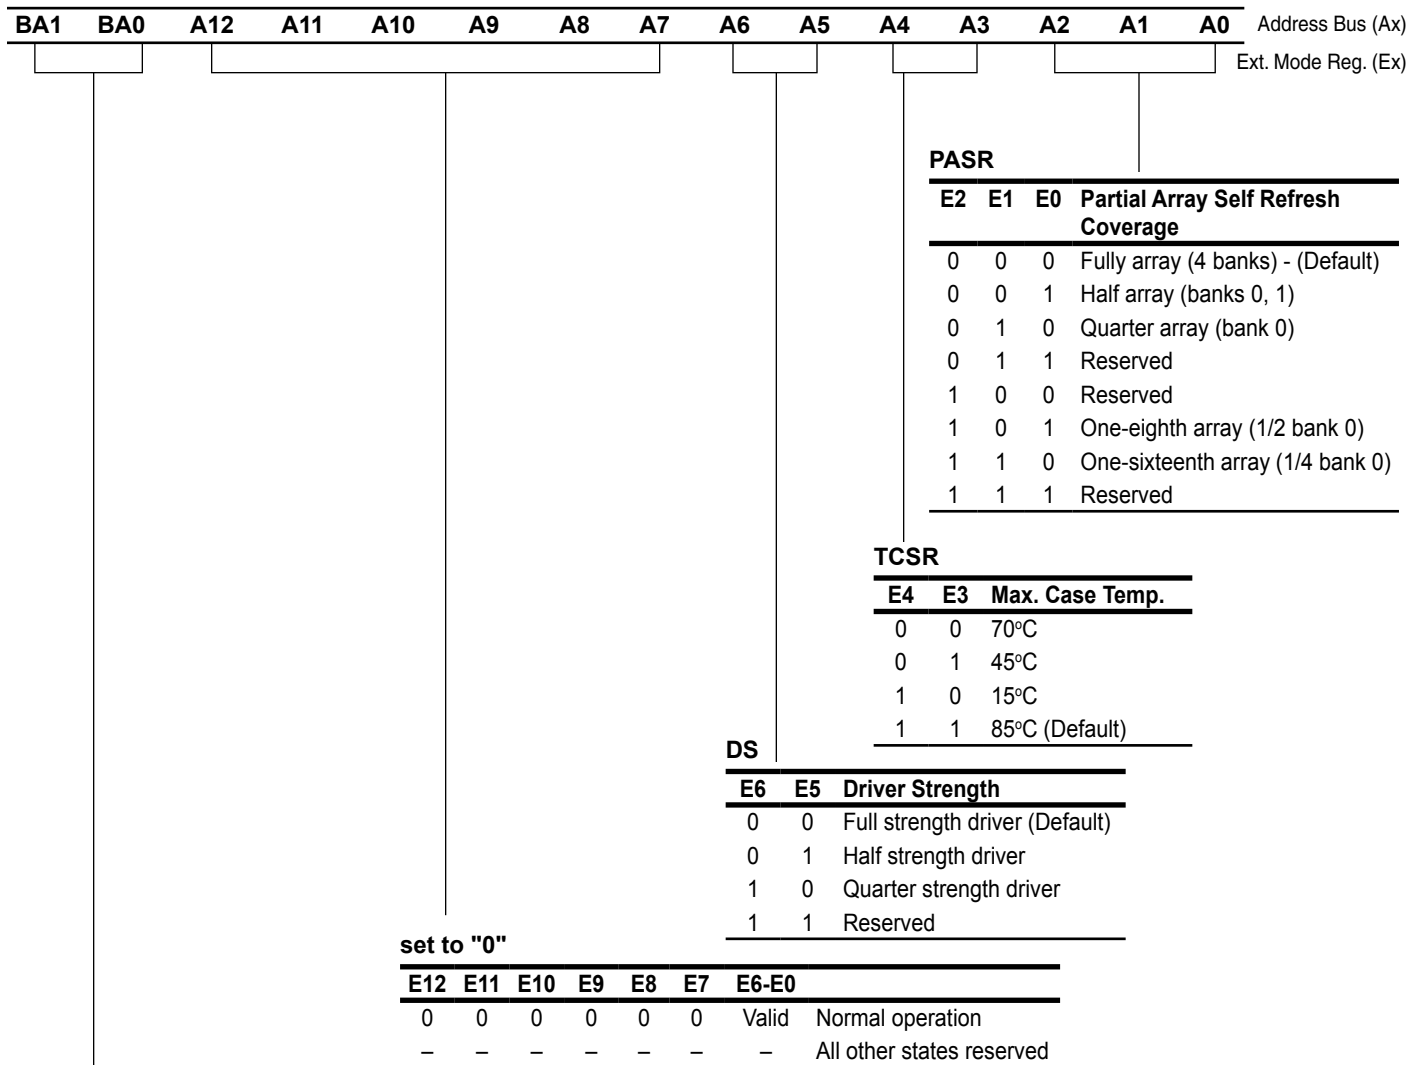 BA1 BA0 A12 A11 A10 A9 A8 A7 A6 A5 A4 A3 A2 A1 A0 Address Bus (Ax)
Ext. Mode Reg. (Ex)
PASR
E2 E1 E0 Partial Array Self Refresh
Coverage
0 0 0 Fully array (4 banks) - (Default)
0 0 1 Half array (banks 0, 1)
0 1 0 Quarter array (bank 0)
0 1 1 Reserved
1 0 0 Reserved
1 0 1 One-eighth array (1/2 bank 0)
1 1 0 One-sixteenth array (1/4 bank 0)
1 1 1 Reserved
TCSR
E4 E3 Max. Case Temp.
0 0 70°C
0 1 45°C
1 0 15°C
1 1 85°C (Default)
DS
E6 E5 Driver Strength
0 0 Full strength driver (Default)
0 1 Half strength driver
1 0 Quarter strength driver
1 1 Reserved
set to "0"
E12 E11 E10 E9 E8 E7 E6-E0
0 0 0 0 0 0 Valid Normal operation
– – – – – – – All other states reserved